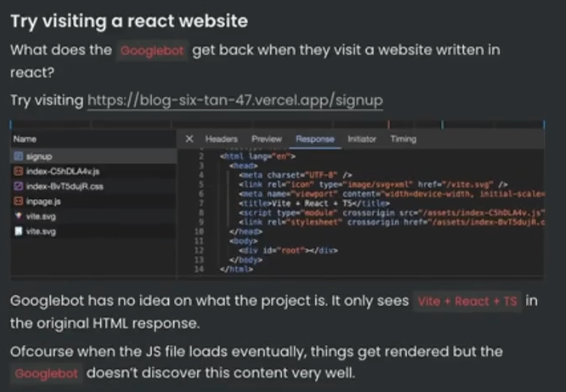 Try visiting a react website
What does the Googlebot get back when they visit a website written in
react?
Try visiting https://blog-six-tan-47.vercel.app/signup
Name
signup
index-C5hDLA4v.js
index-BvT5dujR.css
inpage.js
vite.svg
vite.svg
Headers Preview Response Initiator Timing
2 <html lang="en">
3 <head>
4 <meta charset="UTF-8" />
5 <link rel="icon" type="image/svg+xml" href="/vite.svg" />
6 <meta name="viewport" content="width=device-width, initial-scale=
7 <title>Vite + React + TS</title>
8 <script type="module" crossorigin src="/assets/index-C5hDLA4v.js"
9 <link rel="stylesheet" crossorigin href="/assets/index-BvT5dujR.c
10 </head>
11 <body>
12 <div id="root"></div>
13 </body>
14 </html>
Googlebot has no idea on what the project is. It only sees Vite + React + TS in
the original HTML response.
Ofcourse when the JS file loads eventually, things get rendered but the
Googlebot doesn't discover this content very well.